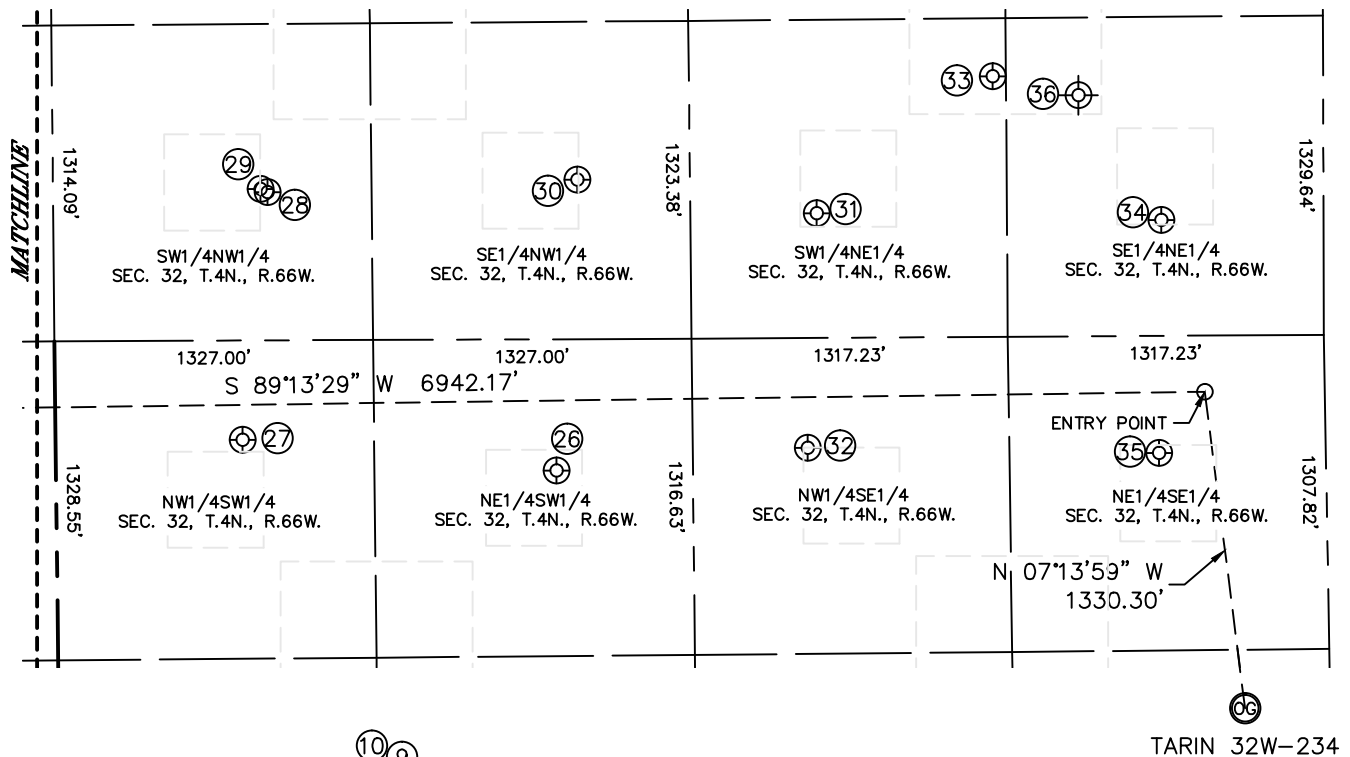 33
36
MATCHLINE
1314.09'
29
28
30
1323.38'
31
34
1329.64'
SW1/4NW1/4
SEC. 32, T.4N., R.66W.
SE1/4NW1/4
SEC. 32, T.4N., R.66W.
SW1/4NE1/4
SEC. 32, T.4N., R.66W.
SE1/4NE1/4
SEC. 32, T.4N., R.66W.
1327.00'
1327.00'
1317.23'
1317.23'
S 89°13'29" W 6942.17'
ENTRY POINT
27
26
32
35
1328.55'
NW1/4SW1/4
SEC. 32, T.4N., R.66W.
NE1/4SW1/4
SEC. 32, T.4N., R.66W.
1316.63'
NW1/4SE1/4
SEC. 32, T.4N., R.66W.
NE1/4SE1/4
SEC. 32, T.4N., R.66W.
1307.82'
N 07°13'59" W
1330.30'
OG
TARIN 32W-234
10
9